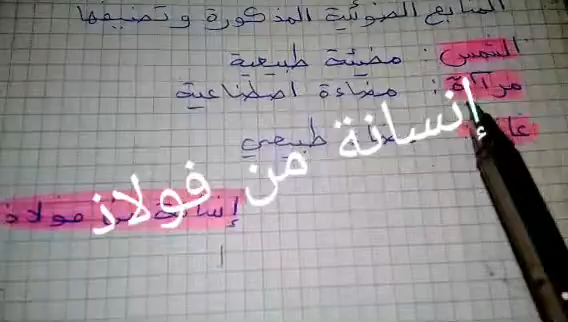 المنابع الضوئية المذكورة وتصنيفها
الشمس : مضيئة طبيعية
مرآة : مضاءة اصطناعية
طبيعي
إنسانة من فولاذ
إنسانة من فولاذ